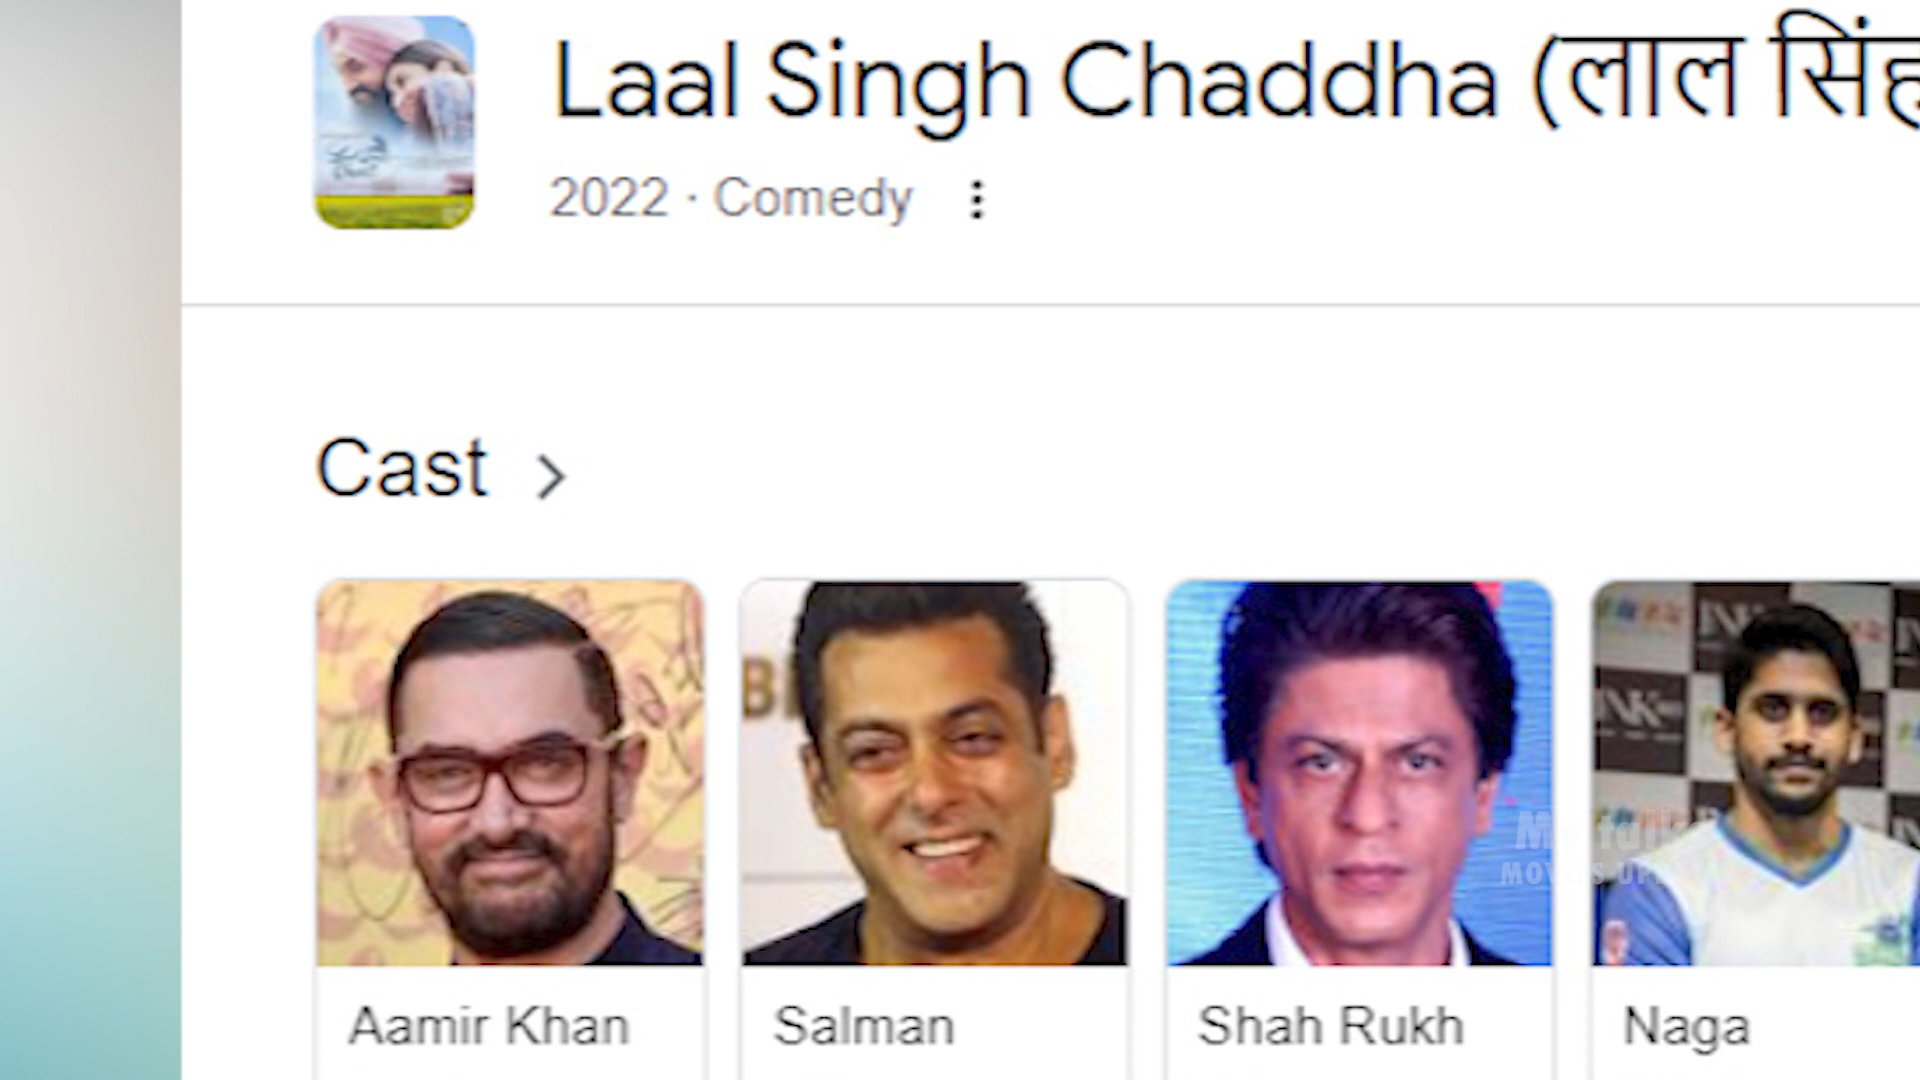 Laal Singh Chaddha (लाल सिंह
2022 · Comedy
Cast
Aamir Khan
Salman
Shah Rukh
Naga